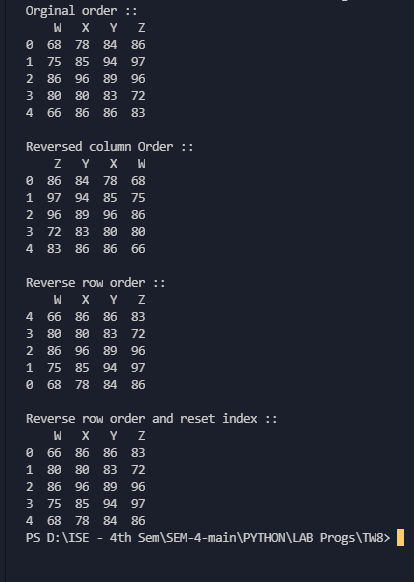 Orginal order ::
W X Y Z
0 68 78 84 86
1 75 85 94 97
2 86 96 89 96
3 80 80 83 72
4 66 86 86 83
Reversed column Order ::
Z Y X W
0 86 84 78 68
1 97 94 85 75
2 96 89 96 86
3 72 83 80 80
4 83 86 86 66
Reverse row order ::
W X Y Z
4 66 86 86 83
3 80 80 83 72
2 86 96 89 96
1 75 85 94 97
0 68 78 84 86
Reverse row order and reset index ::
W X Y Z
0 66 86 86 83
1 80 80 83 72
2 86 96 89 96
3 75 85 94 97
4 68 78 84 86
PS D:\ISE - 4th Sem\SEM-4-main\PYTHON\LAB Progs\TW8>